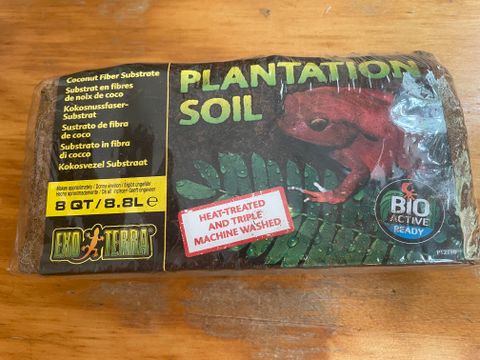 Coconut Fiber Substrate
Substrat en fibres
de noix de coco
Kokosnussfaser-
Substrat
Sustrato de fibra
de coco
Substrato in fibra
di cocco
Kokosvezel Substraat
8 QT / 8.8L e
EXO TERRA
PLANTATION
SOIL
HEAT-TREATED
AND TRIPLE
MACHINE WASHED
BIO
ACTIVE
READY